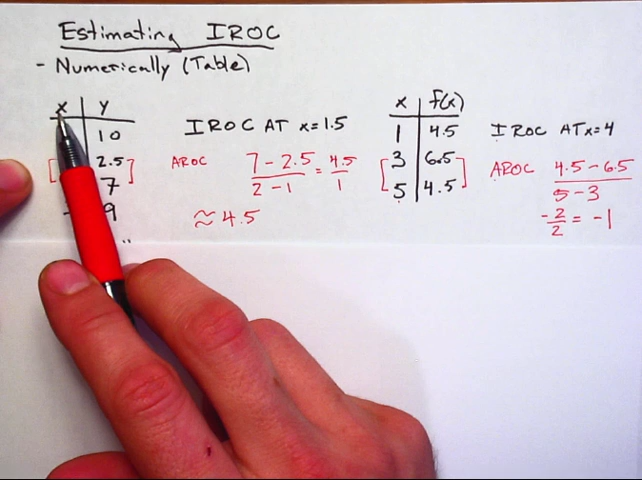 Estimating IROC
- Numerically (Table)
x y
10
2.5
7
9
IROC AT x=1.5
AROC 7-2.5/2-1 = 4.5/1
≈ 4.5
x f(x)
1 4.5
3 6.5
5 4.5
IROC AT x=4
AROC 4.5-6.5/5-3
-2/2 = -1